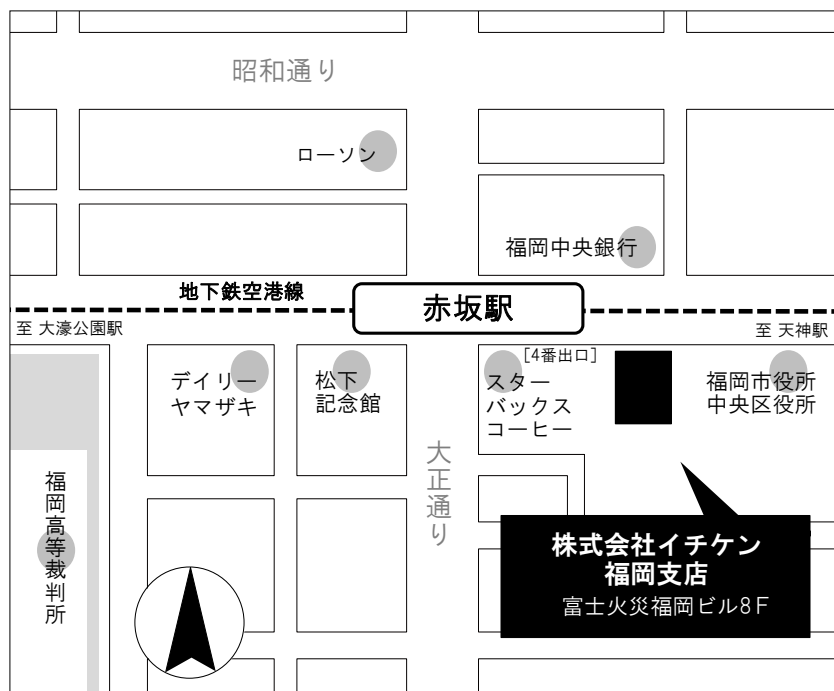 昭和通り
ローソン
福岡中央銀行
地下鉄空港線
赤坂駅
至 大濠公園駅
至 天神駅
[4番出口]
デイリー
ヤマザキ
松下
記念館
スター
バックス
コーヒー
福岡市役所
中央区役所
大正通り
福岡高等裁判所
株式会社イチケン
福岡支店
富士火災福岡ビル8F